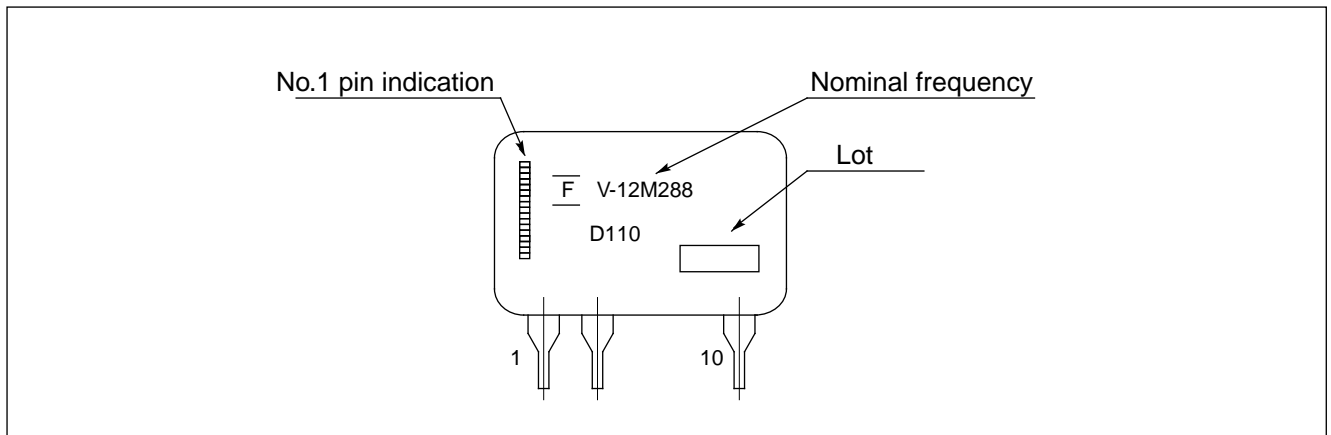 No.1 pin indication
Nominal frequency
Lot
F V-12M288
D110
1
10